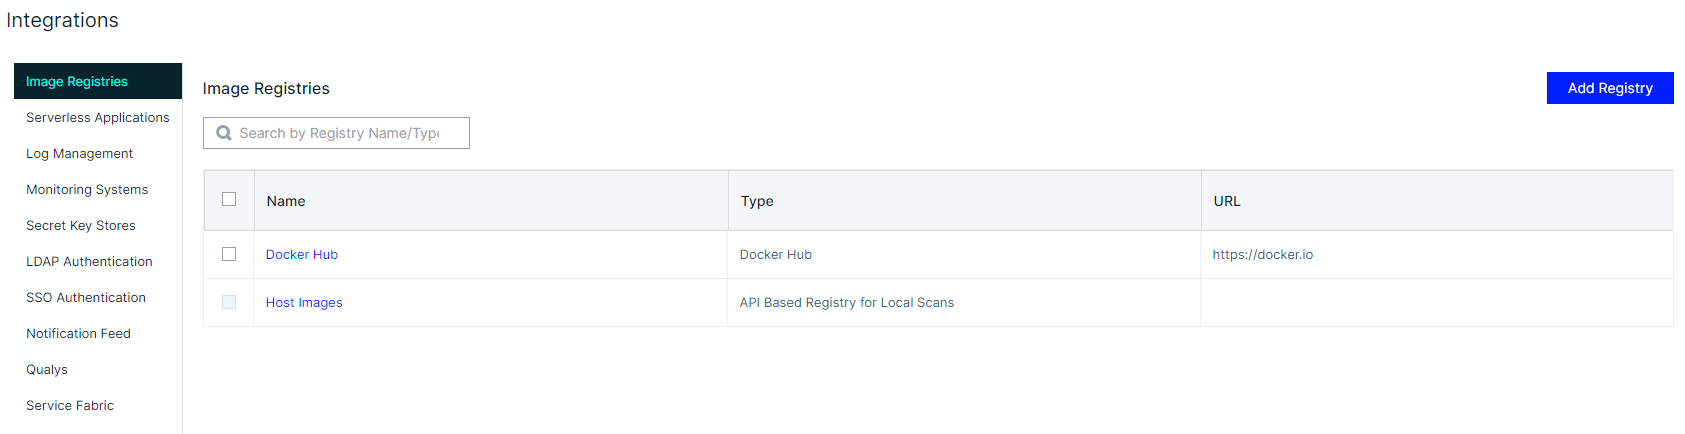 Integrations
Image Registries
Serverless Applications
Log Management
Monitoring Systems
Secret Key Stores
LDAP Authentication
SSO Authentication
Notification Feed
Qualys
Service Fabric
Image Registries
Add Registry
Search by Registry Name/Type
Name Type URL
Docker Hub Docker Hub https://docker.io
Host Images API Based Registry for Local Scans